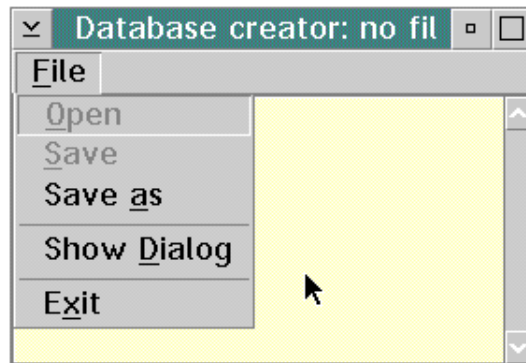 Database creator: no fil
File
Open
Save
Save as
Show Dialog
Exit